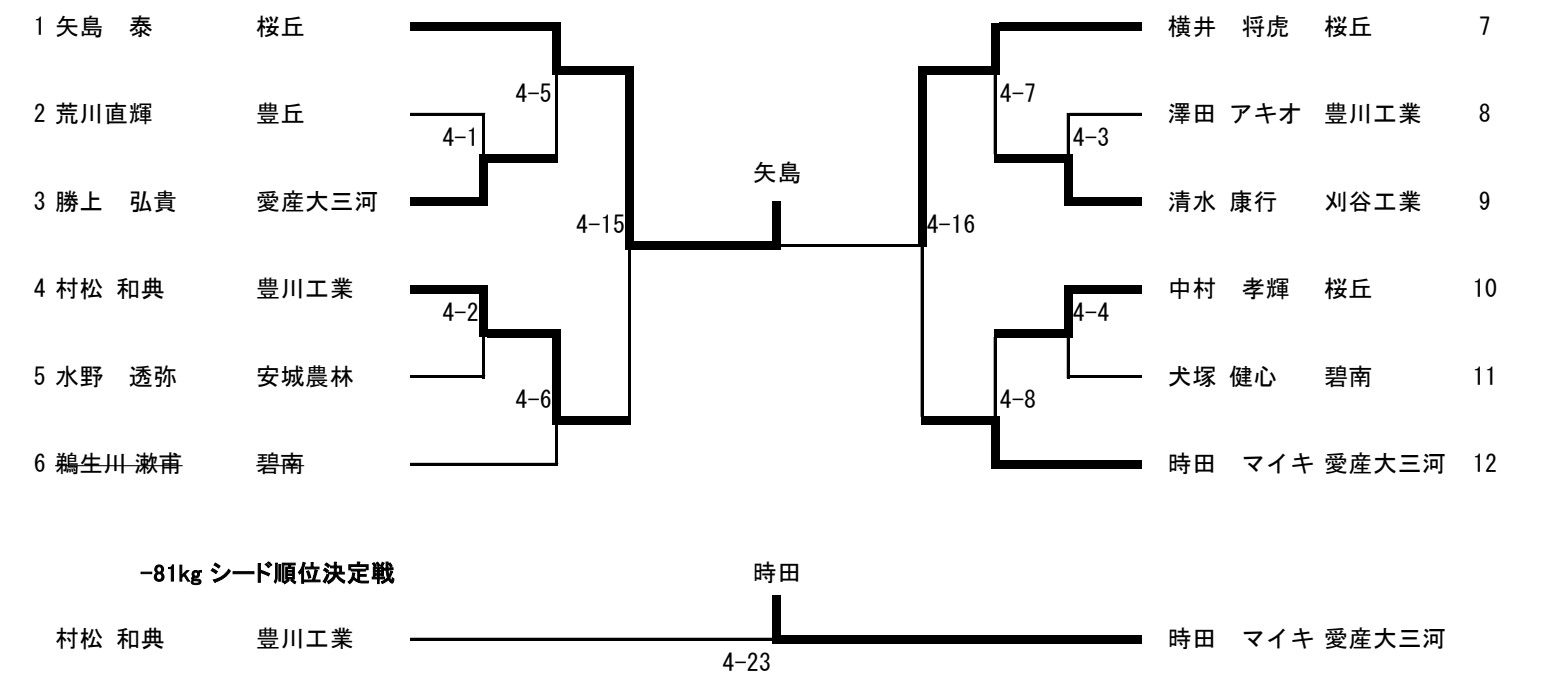 1 矢島 泰 桜丘 横井 将虎 桜丘 7
4-5 4-7
2 荒川直輝 豊丘 澤田 アキオ 豊川工業 8
4-1 4-3
矢島
3 勝上 弘貴 愛産大三河 清水 康行 刈谷工業 9
4-15 4-16
4 村松 和典 豊川工業 中村 孝輝 桜丘 10
4-2 4-4
5 水野 透弥 安城農林 犬塚 健心 碧南 11
4-6 4-8
6 鵜生川 漱甫 碧南 時田 マイキ 愛産大三河 12
-81kg シード順位決定戦 時田
村松 和典 豊川工業 時田 マイキ 愛産大三河
4-23